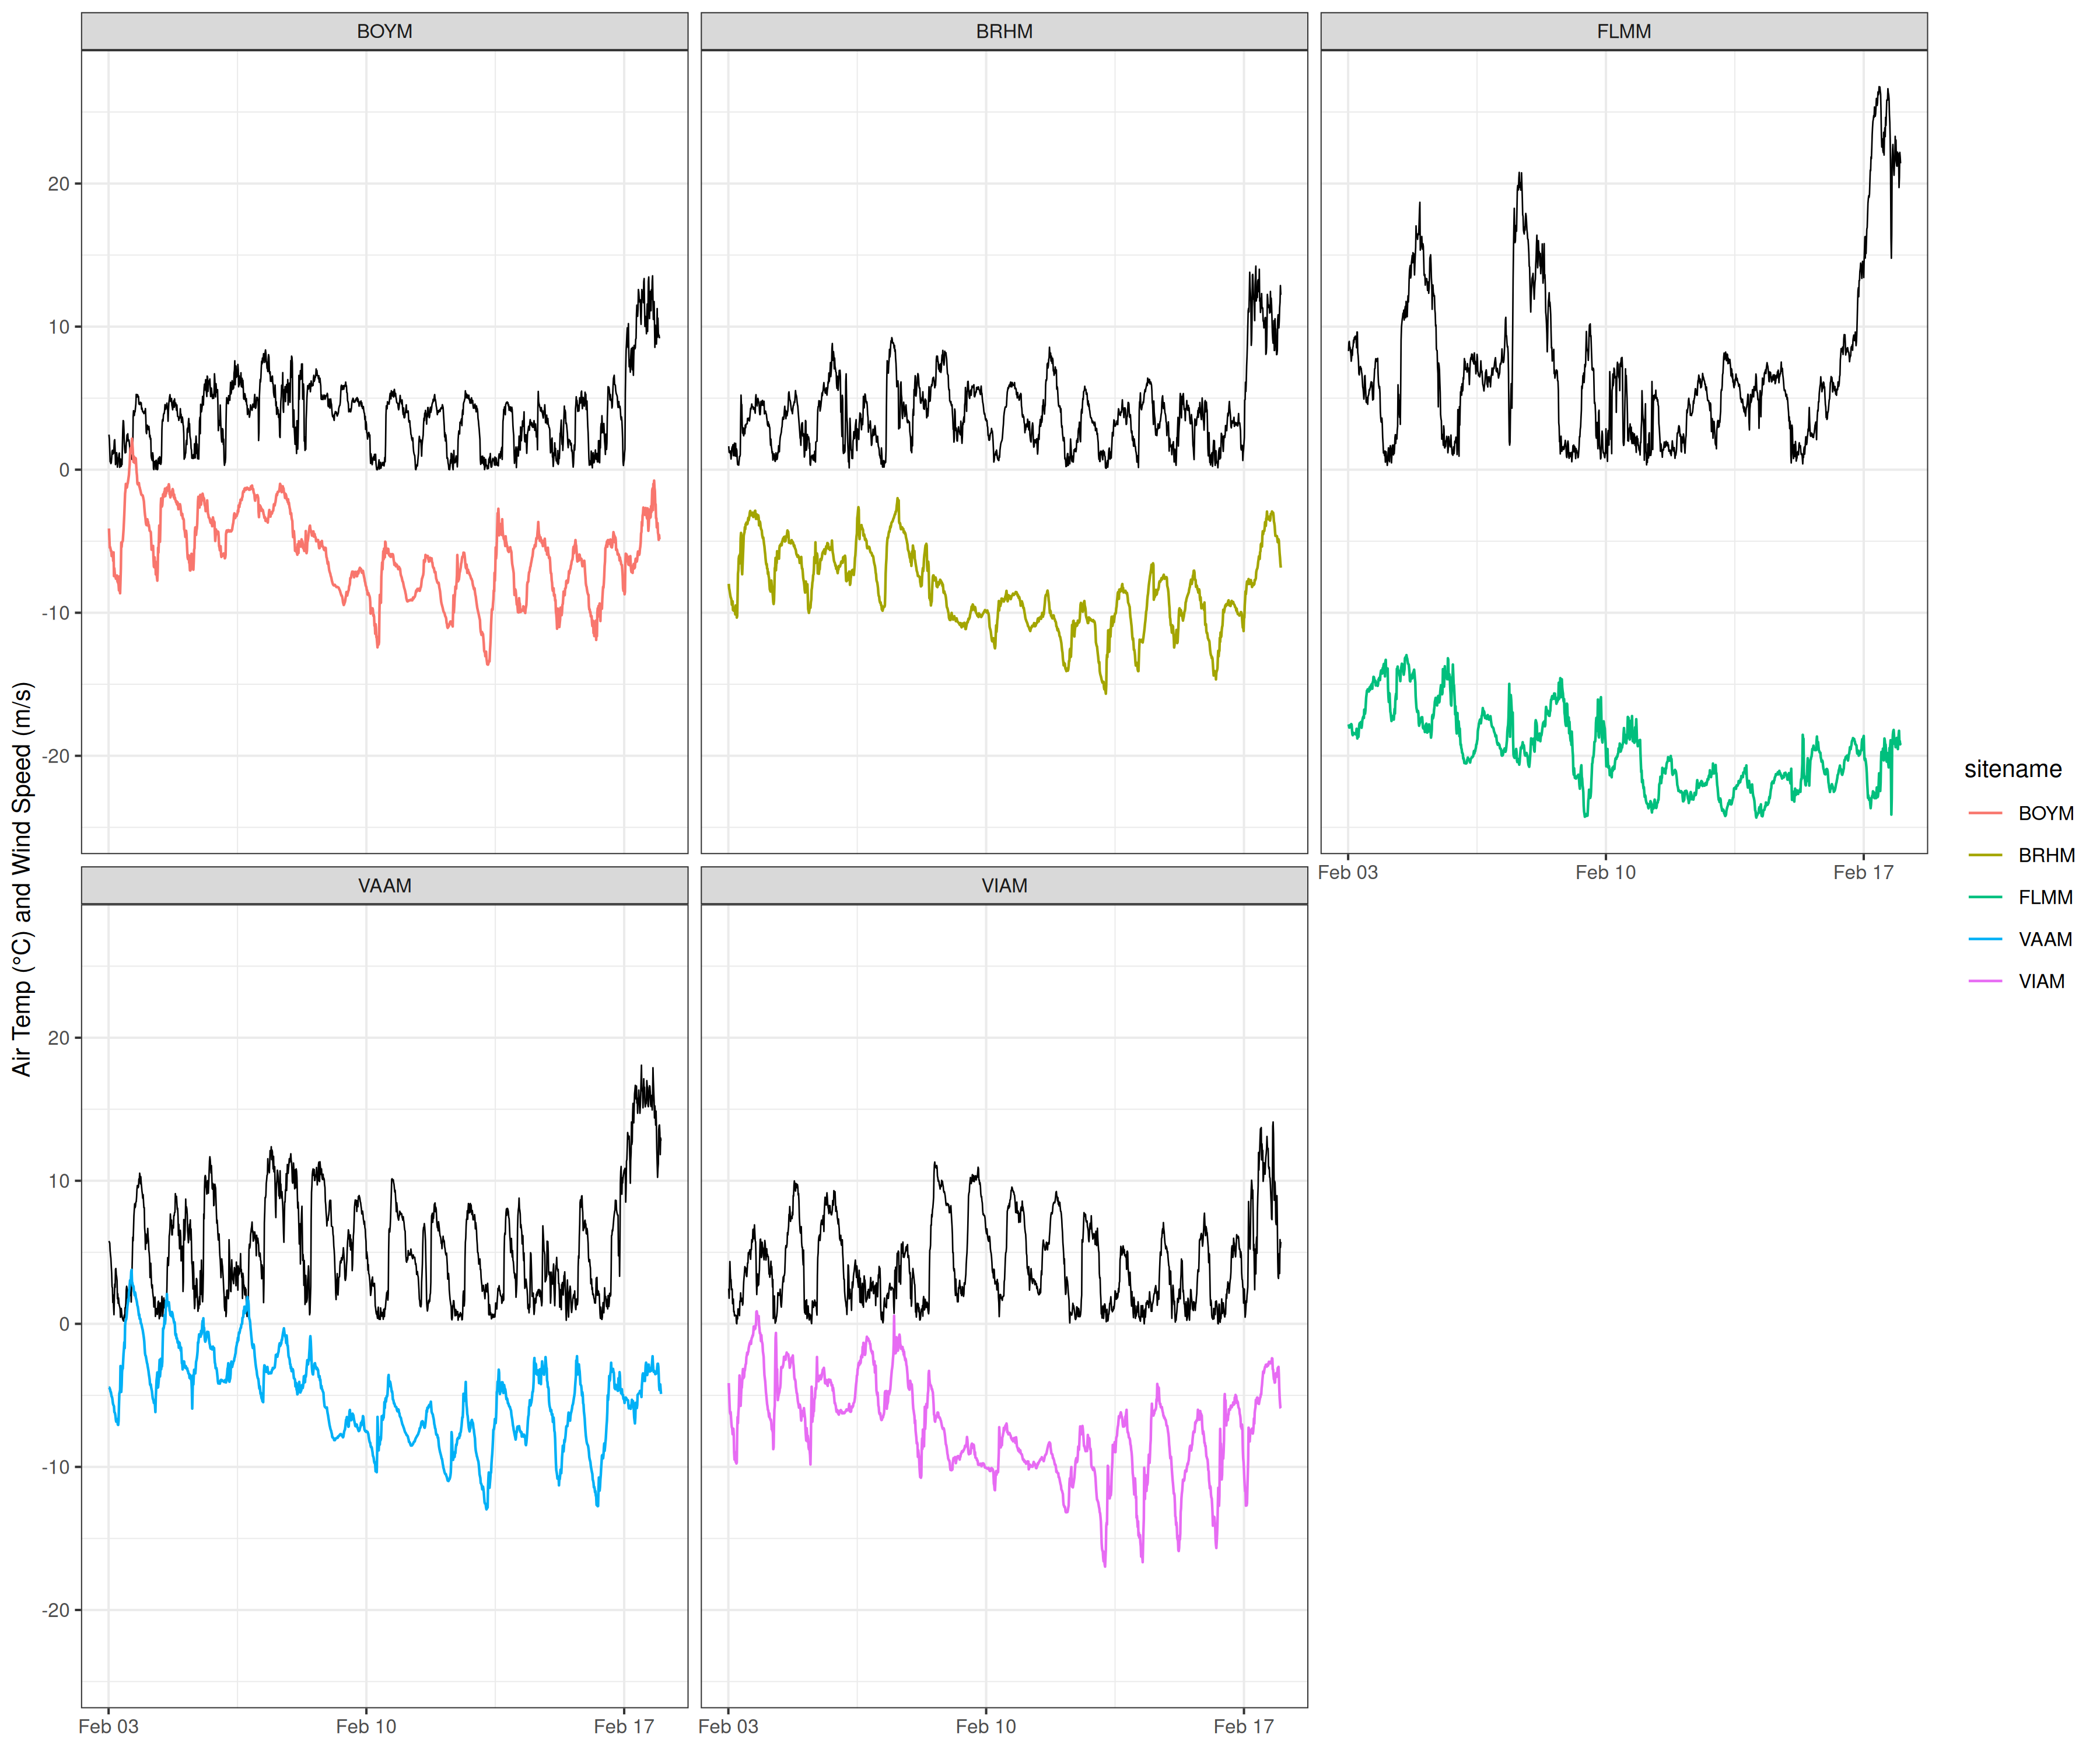 BOYM
BRHM
FLMM
20
10
0
-10
-20
Feb 03
Feb 10
Feb 17
VAAM
VIAM
20
10
0
-10
-20
Feb 03
Feb 10
Feb 17
Feb 03
Feb 10
Feb 17
Air Temp (°C) and Wind Speed (m/s)
sitename
BOYM
BRHM
FLMM
VAAM
VIAM